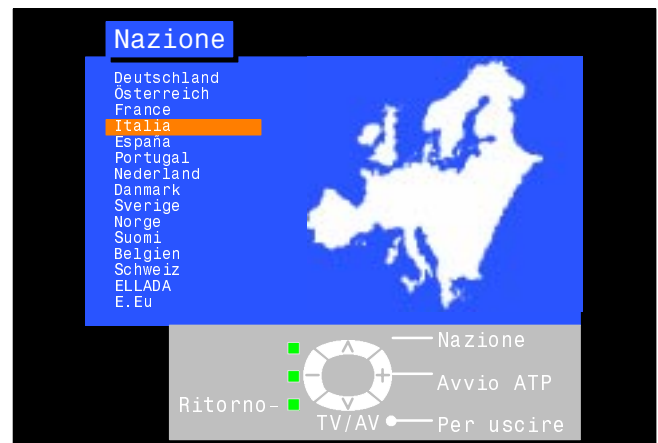 Nazione
Deutschland
Österreich
France
Italia
España
Portugal
Nederland
Danmark
Sverige
Norge
Suomi
Belgien
Schweiz
ELLADA
E.Eu
Nazione
Avvio ATP
Ritorno
TV/AV
Per uscire